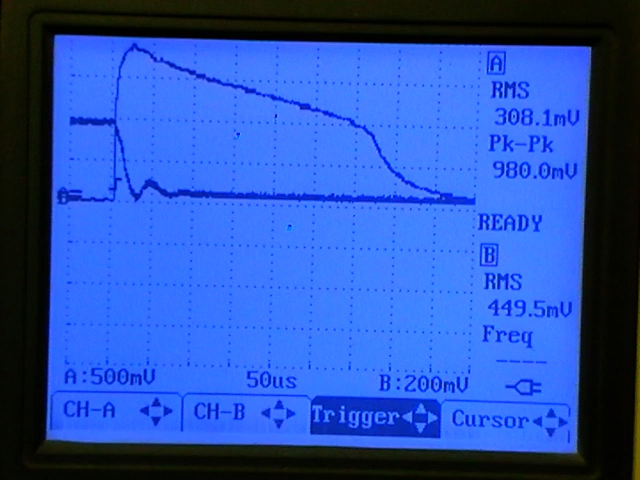 A
RMS
308.1mV
Pk-Pk
980.0mV
READY
B
RMS
449.5mV
Freq
----
A:500mV 50us B:200mV
CH-A CH-B Trigger Cursor